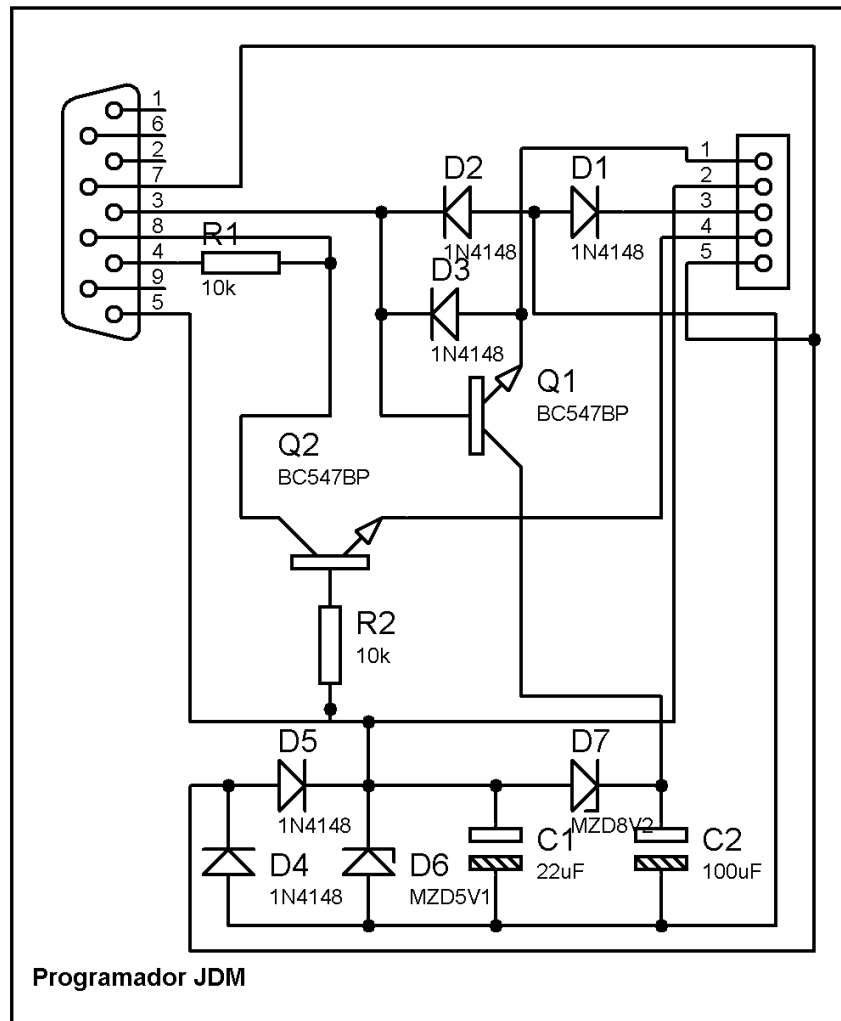 1
6
2
7
3
8
4
9
5
R1
10k
D2
1N4148
D1
1N4148
D3
1N4148
1
2
3
4
5
Q1
BC547BP
Q2
BC547BP
R2
10k
D5
1N4148
D7
MZD8V2
D4
1N4148
D6
MZD5V1
C1
22uF
C2
100uF
Programador JDM